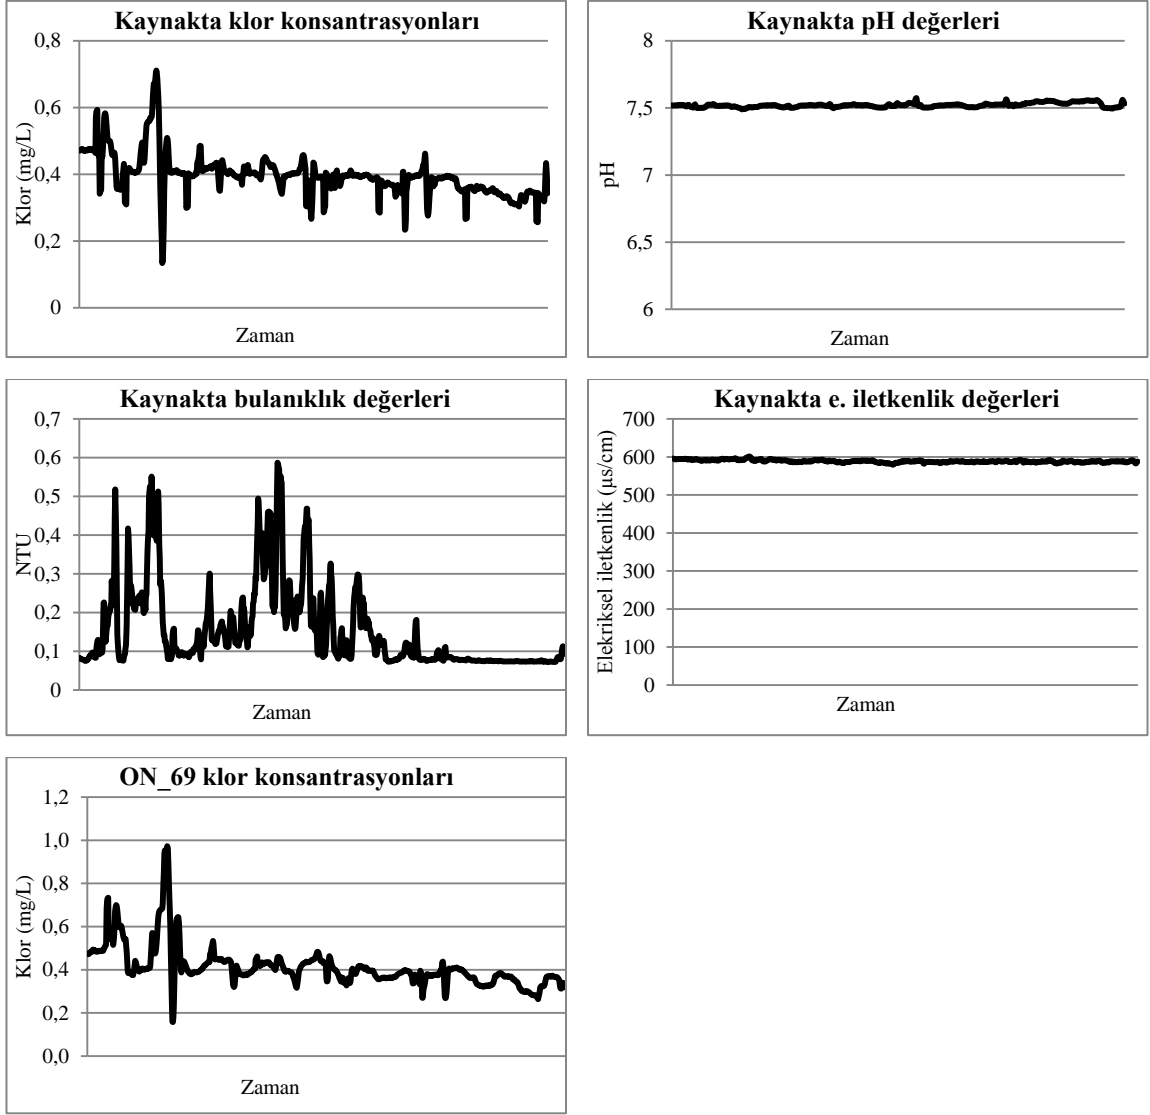 Kaynakta klor konsantrasyonları
0,8
0,6
0,4
0,2
0
Klor (mg/L)
Zaman
Kaynakta pH değerleri
8
7,5
7
6,5
6
pH
Zaman
Kaynakta bulanıklık değerleri
0,7
0,6
0,5
0,4
0,3
0,2
0,1
0
NTU
Zaman
Kaynakta e. iletkenlik değerleri
700
600
500
400
300
200
100
0
Elekriksel iletkenlik (µs/cm)
Zaman
ON_69 klor konsantrasyonları
1,2
1,0
0,8
0,6
0,4
0,2
0,0
Klor (mg/L)
Zaman